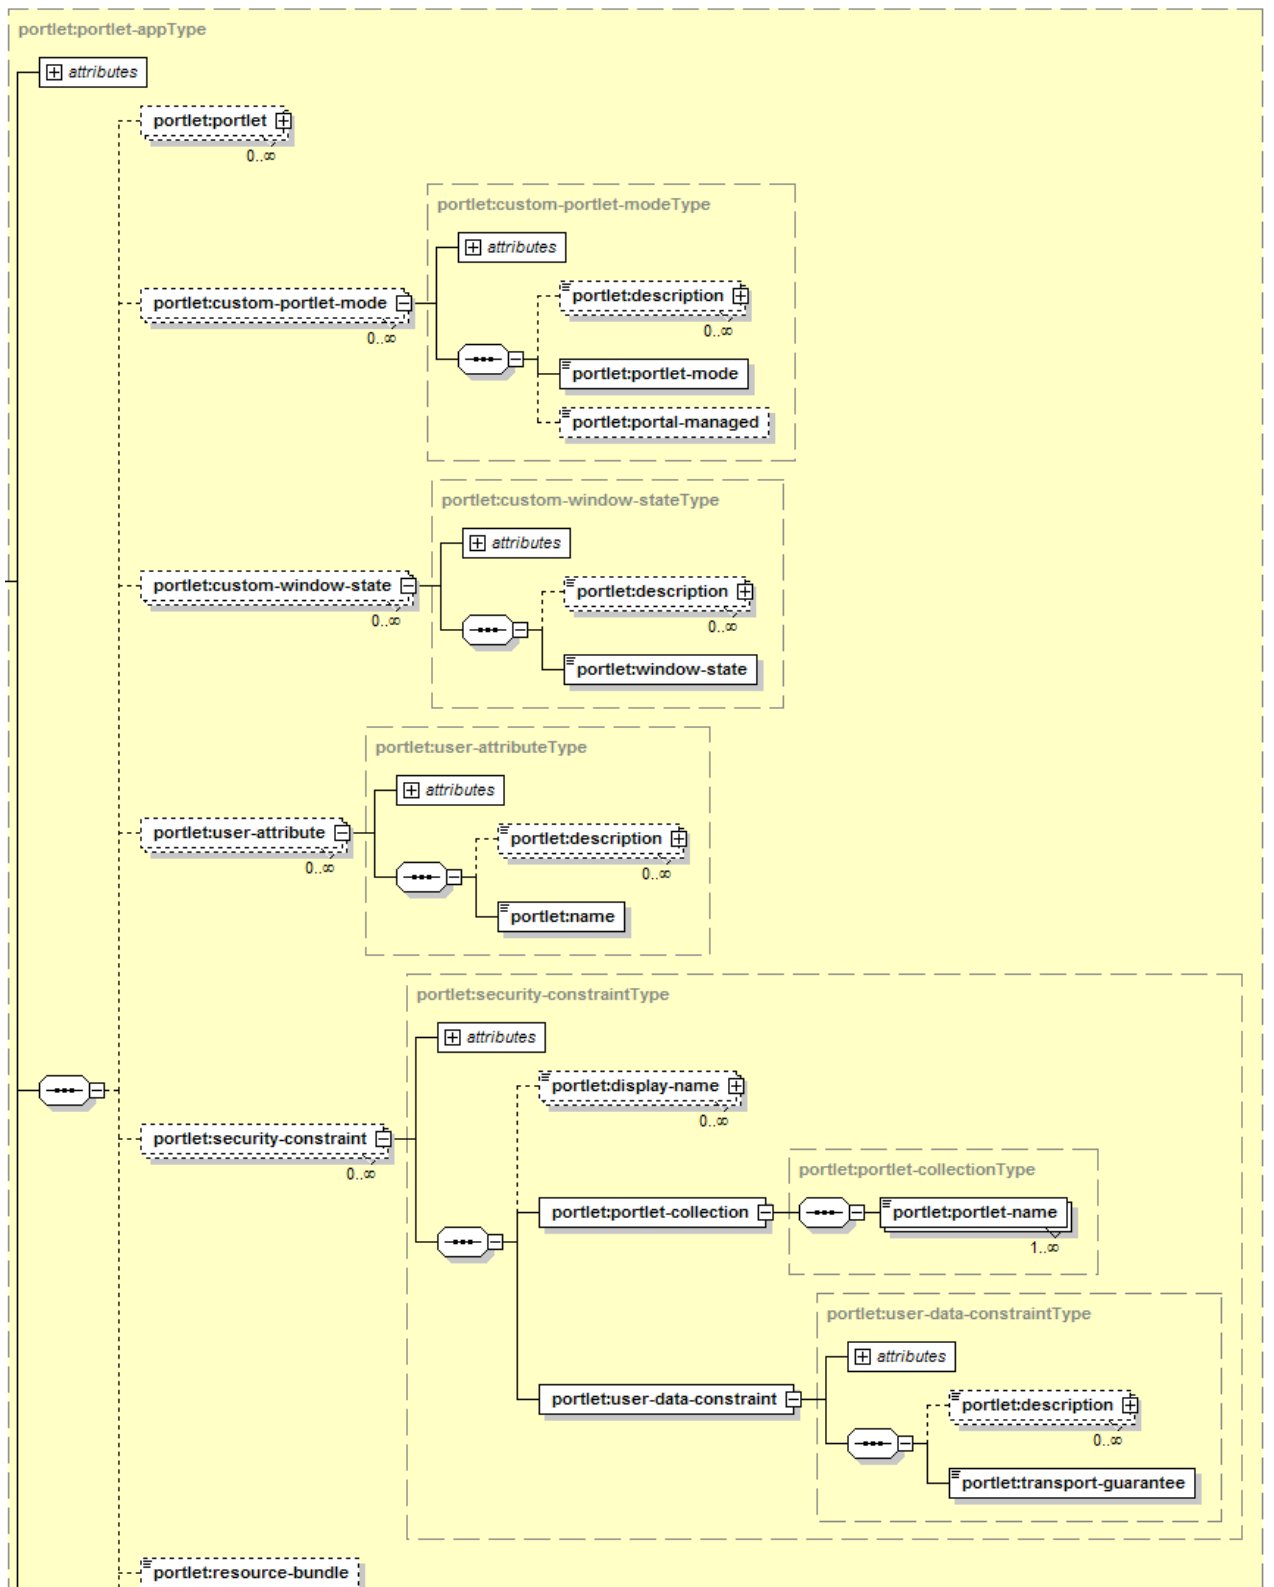 portlet:portlet-appType
attributes
portlet:portlet
0..∞
portlet:custom-portlet-modeType
attributes
portlet:custom-portlet-mode
0..∞
portlet:description
0..∞
portlet:portlet-mode
portlet:portal-managed
portlet:custom-window-stateType
attributes
portlet:custom-window-state
0..∞
portlet:description
0..∞
portlet:window-state
portlet:user-attributeType
attributes
portlet:user-attribute
0..∞
portlet:description
0..∞
portlet:name
portlet:security-constraintType
attributes
portlet:display-name
0..∞
portlet:security-constraint
0..∞
portlet:portlet-collectionType
portlet:portlet-collection
portlet:portlet-name
1..∞
portlet:user-data-constraintType
attributes
portlet:user-data-constraint
portlet:description
0..∞
portlet:transport-guarantee
portlet:resource-bundle